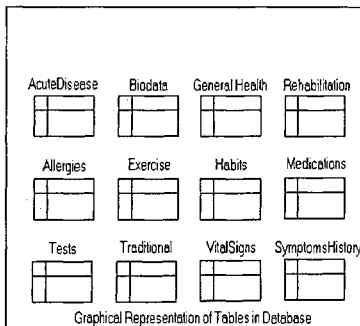 AcuteDisease Biodata General Health Rehabilitation
Allergies Exercise Habits Medications
Tests Traditional VitalSigns SymptomsHistory
Graphical Representation of Tables in Database